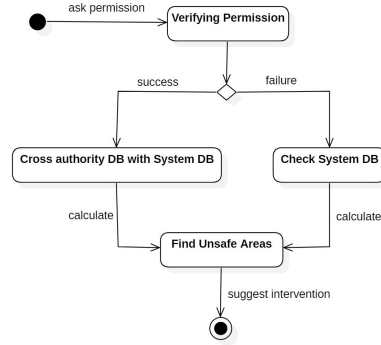 ask permission
Verifying Permission
success
failure
Cross authority DB with System DB
Check System DB
calculate
calculate
Find Unsafe Areas
suggest intervention